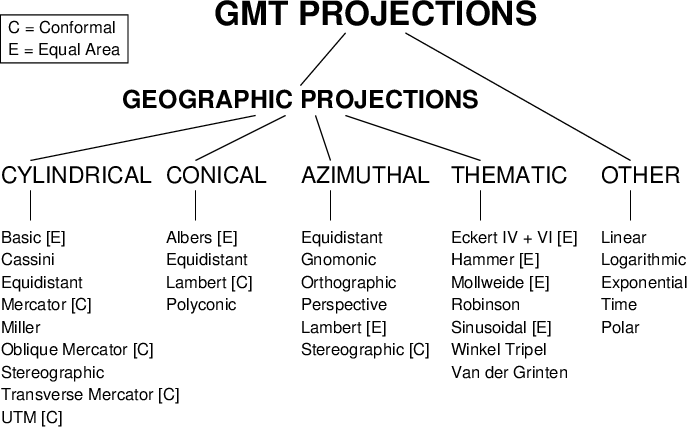 GMT PROJECTIONS
C = Conformal
E = Equal Area
GEOGRAPHIC PROJECTIONS
CYLINDRICAL
Basic [E]
Cassini
Equidistant
Mercator [C]
Miller
Oblique Mercator [C]
Stereographic
Transverse Mercator [C]
UTM [C]
CONICAL
Albers [E]
Equidistant
Lambert [C]
Polyconic
AZIMUTHAL
Equidistant
Gnomonic
Orthographic
Perspective
Lambert [E]
Stereographic [C]
THEMATIC
Eckert IV + VI [E]
Hammer [E]
Mollweide [E]
Robinson
Sinusoidal [E]
Winkel Tripel
Van der Grinten
OTHER
Linear
Logarithmic
Exponential
Time
Polar